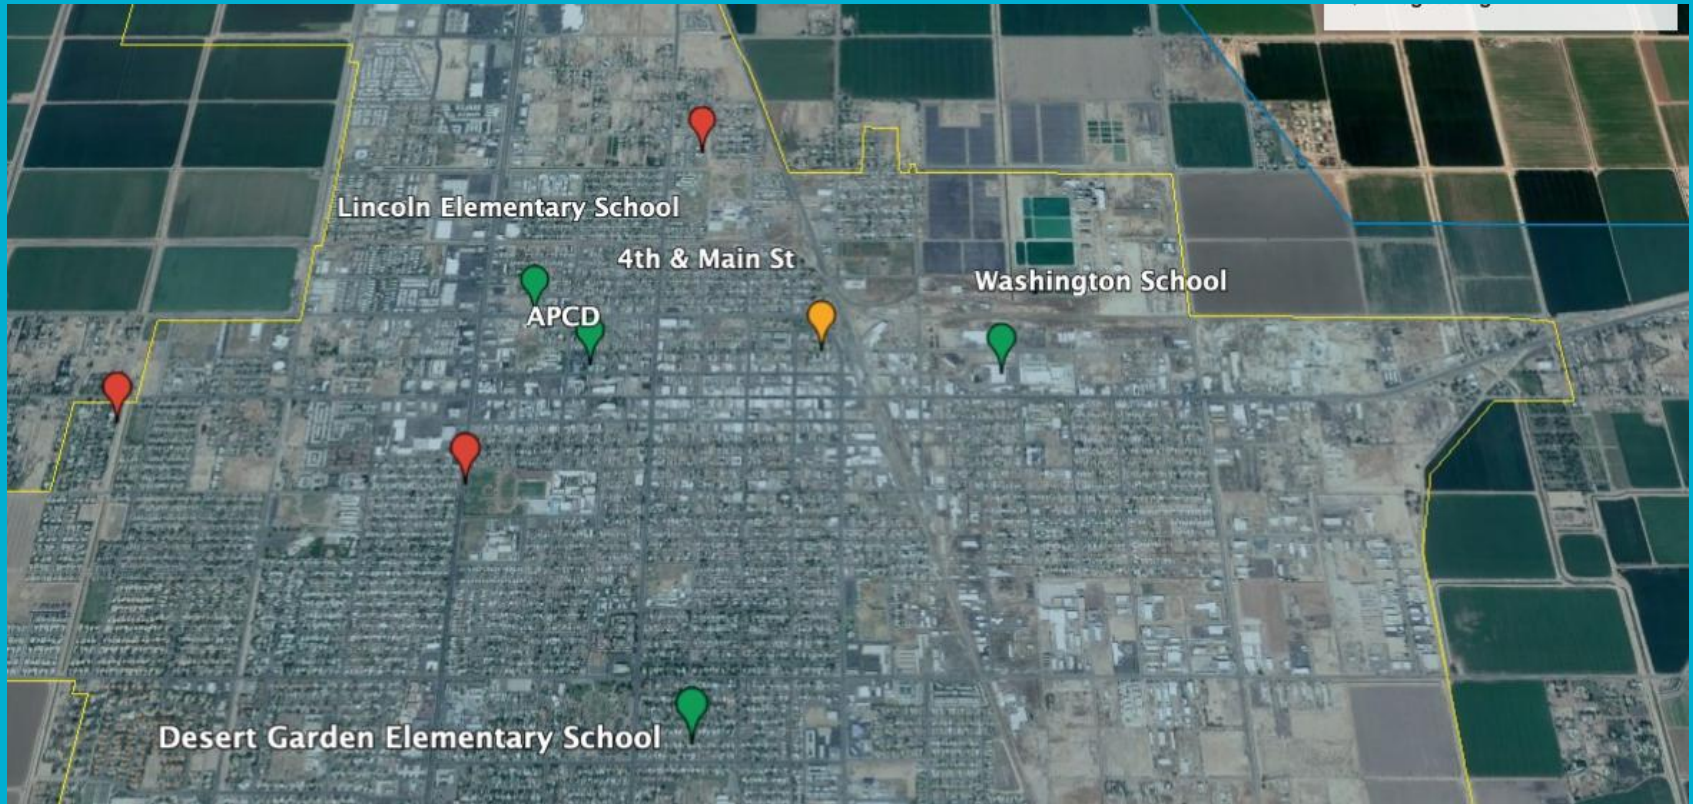 Lincoln Elementary School
4th & Main St
Washington School
APCD
Desert Garden Elementary School